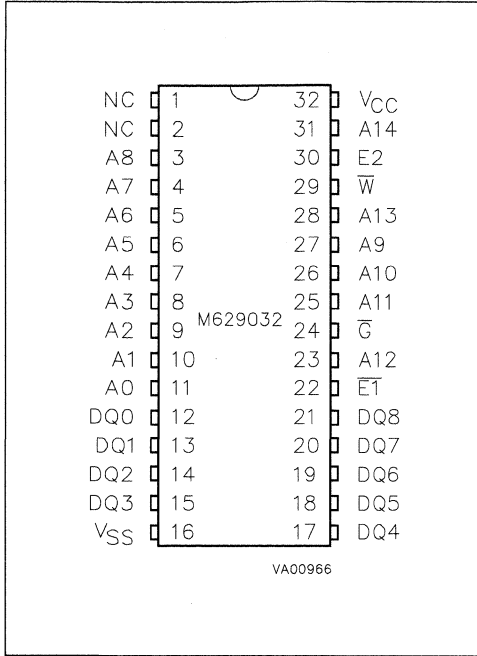 NC 1 32 VCC
NC 2 31 A14
A8 3 30 E2
A7 4 29 W̅
A6 5 28 A13
A5 6 27 A9
A4 7 26 A10
A3 8 25 A11
A2 9 M629032 24 G̅
A1 10 23 A12
A0 11 22 E̅1̅
DQ0 12 21 DQ8
DQ1 13 20 DQ7
DQ2 14 19 DQ6
DQ3 15 18 DQ5
VSS 16 17 DQ4
VA00966